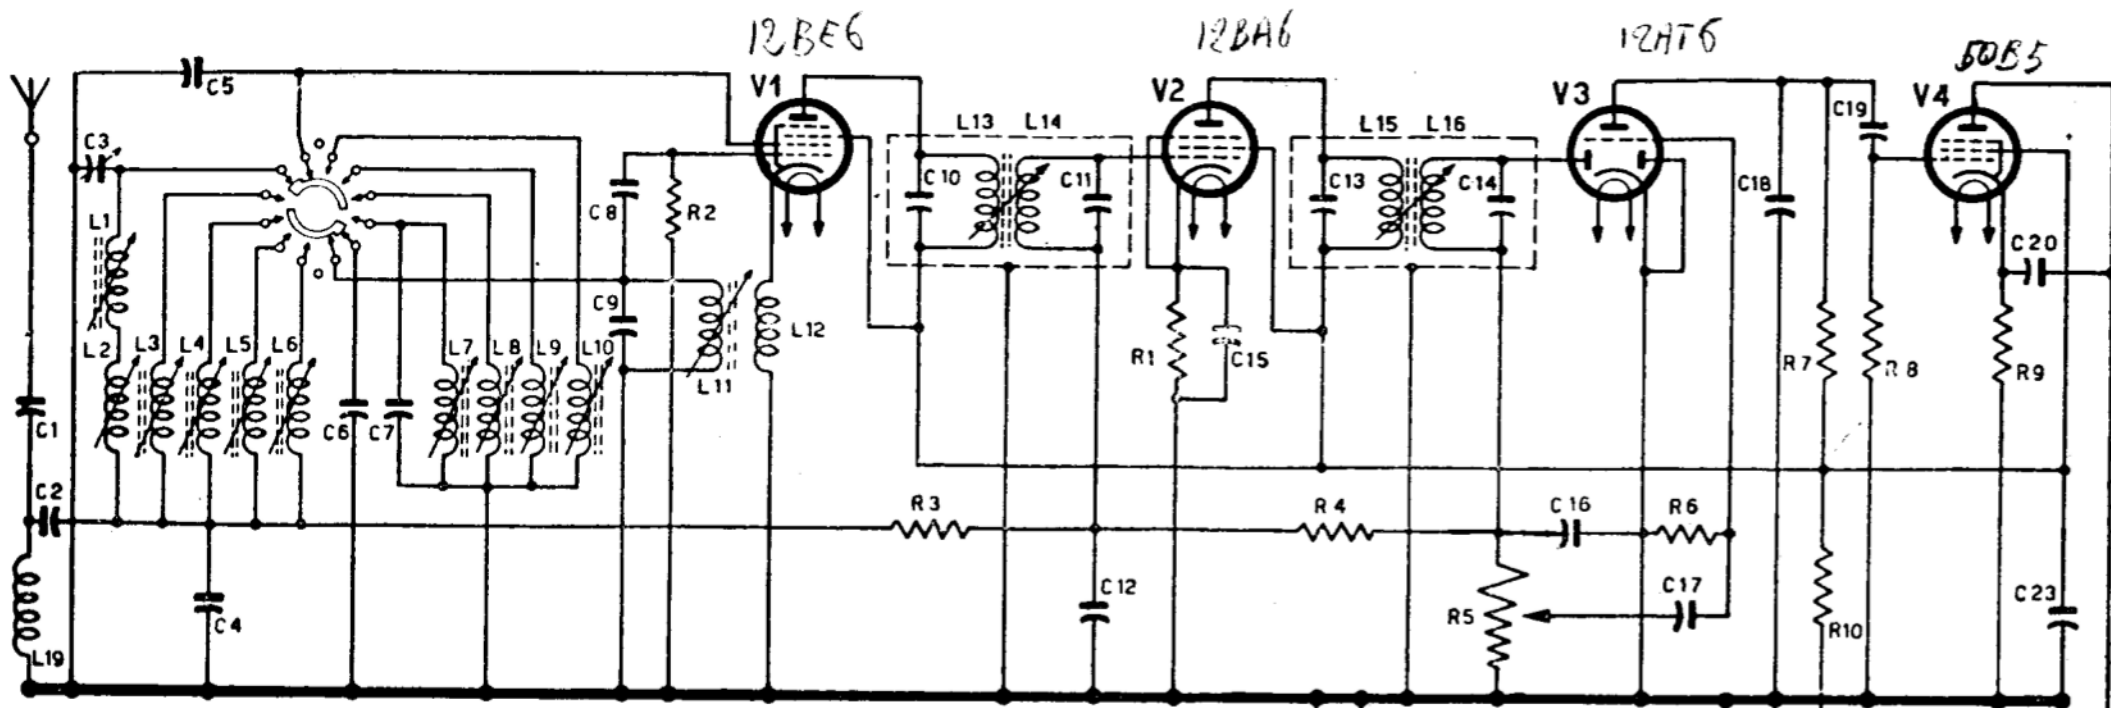 12BE6 12BA6 12AT6 50B5
V1 V2 V3 V4
C5 C19
C3 L13 L14 L15 L16
C10 C11 C13 C14 C18
L1 C8 R2 C20
C9 L12
L2 L3 L4 L5 L6 L7 L8 L9 L10 L11 R1 C15 R7 R8 R9
C1 C6 C7
C2 R3 R4 C16 R6
C12 C17 C23
C4 R5 R10
L19